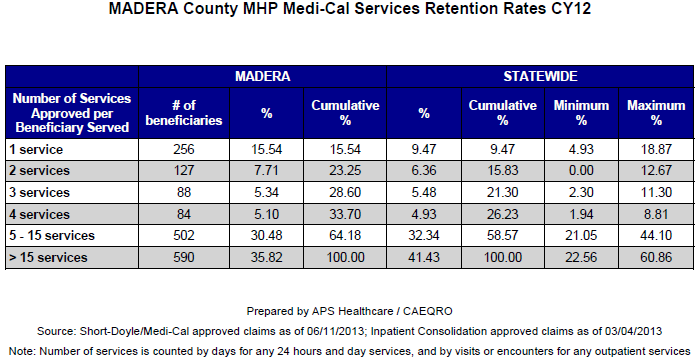 MADERA County MHP Medi-Cal Services Retention Rates CY12
MADERA STATEWIDE
Number of Services Approved per Beneficiary Served # of beneficiaries % Cumulative % % Cumulative % Minimum % Maximum %
1 service 256 15.54 15.54 9.47 9.47 4.93 18.87
2 services 127 7.71 23.25 6.36 15.83 0.00 12.67
3 services 88 5.34 28.60 5.48 21.30 2.30 11.30
4 services 84 5.10 33.70 4.93 26.23 1.94 8.81
5 - 15 services 502 30.48 64.18 32.34 58.57 21.05 44.10
> 15 services 590 35.82 100.00 41.43 100.00 22.56 60.86
Prepared by APS Healthcare / CAEQRO
Source: Short-Doyle/Medi-Cal approved claims as of 06/11/2013; Inpatient Consolidation approved claims as of 03/04/2013
Note: Number of services is counted by days for any 24 hours and day services, and by visits or encounters for any outpatient services